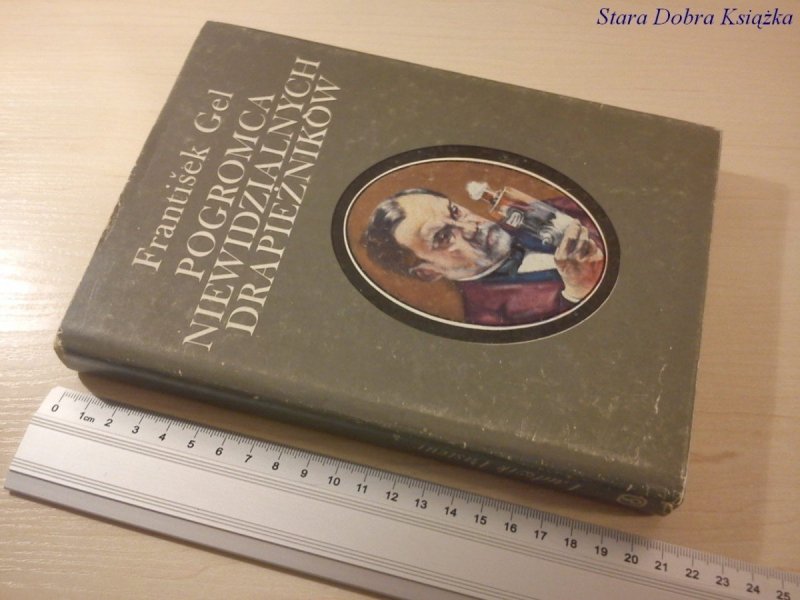 Stara Dobra Książka
František Gel
POGROMCA
NIEWIDZIALNYCH
DRAPIEŻNIKÓW
0 1cm 2 3 4 5 6 7 8 9 10 11 12 13 14 15 16 17 18 19 20 21 22 23 24 25